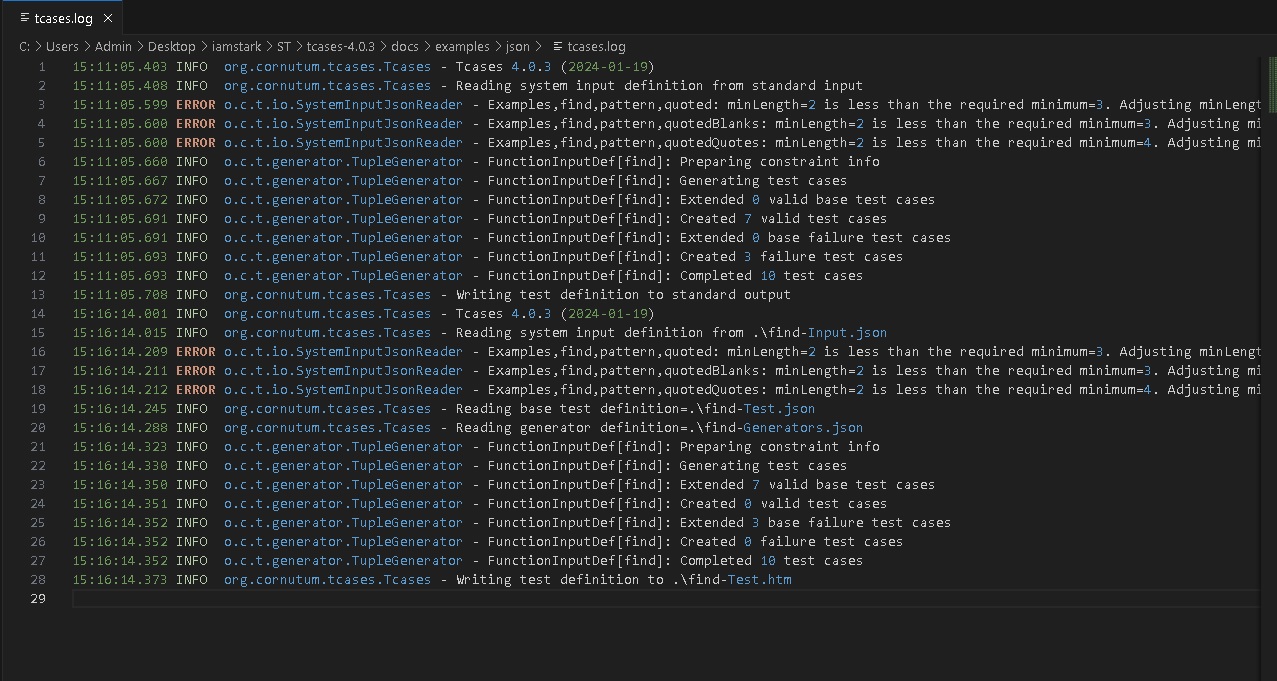 tcases.log
C: > Users > Admin > Desktop > iamstark > ST > tcases-4.0.3 > docs > examples > json > tcases.log
1 15:11:05.403 INFO org.cornutum.tcases.Tcases - Tcases 4.0.3 (2024-01-19)
2 15:11:05.408 INFO org.cornutum.tcases.Tcases - Reading system input definition from standard input
3 15:11:05.599 ERROR o.c.t.io.SystemInputJsonReader - Examples,find,pattern,quoted: minLength=2 is less than the required minimum=3. Adjusting minLengt
4 15:11:05.600 ERROR o.c.t.io.SystemInputJsonReader - Examples,find,pattern,quotedBlanks: minLength=2 is less than the required minimum=3. Adjusting mi
5 15:11:05.600 ERROR o.c.t.io.SystemInputJsonReader - Examples,find,pattern,quotedQuotes: minLength=2 is less than the required minimum=4. Adjusting mi
6 15:11:05.660 INFO o.c.t.generator.TupleGenerator - FunctionInputDef[find]: Preparing constraint info
7 15:11:05.667 INFO o.c.t.generator.TupleGenerator - FunctionInputDef[find]: Generating test cases
8 15:11:05.672 INFO o.c.t.generator.TupleGenerator - FunctionInputDef[find]: Extended 0 valid base test cases
9 15:11:05.691 INFO o.c.t.generator.TupleGenerator - FunctionInputDef[find]: Created 7 valid test cases
10 15:11:05.691 INFO o.c.t.generator.TupleGenerator - FunctionInputDef[find]: Extended 0 base failure test cases
11 15:11:05.693 INFO o.c.t.generator.TupleGenerator - FunctionInputDef[find]: Created 3 failure test cases
12 15:11:05.693 INFO o.c.t.generator.TupleGenerator - FunctionInputDef[find]: Completed 10 test cases
13 15:11:05.708 INFO org.cornutum.tcases.Tcases - Writing test definition to standard output
14 15:16:14.001 INFO org.cornutum.tcases.Tcases - Tcases 4.0.3 (2024-01-19)
15 15:16:14.015 INFO org.cornutum.tcases.Tcases - Reading system input definition from .\find-Input.json
16 15:16:14.209 ERROR o.c.t.io.SystemInputJsonReader - Examples,find,pattern,quoted: minLength=2 is less than the required minimum=3. Adjusting minLengt
17 15:16:14.211 ERROR o.c.t.io.SystemInputJsonReader - Examples,find,pattern,quotedBlanks: minLength=2 is less than the required minimum=3. Adjusting mi
18 15:16:14.212 ERROR o.c.t.io.SystemInputJsonReader - Examples,find,pattern,quotedQuotes: minLength=2 is less than the required minimum=4. Adjusting mi
19 15:16:14.245 INFO org.cornutum.tcases.Tcases - Reading base test definition=.\find-Test.json
20 15:16:14.288 INFO org.cornutum.tcases.Tcases - Reading generator definition=.\find-Generators.json
21 15:16:14.323 INFO o.c.t.generator.TupleGenerator - FunctionInputDef[find]: Preparing constraint info
22 15:16:14.330 INFO o.c.t.generator.TupleGenerator - FunctionInputDef[find]: Generating test cases
23 15:16:14.350 INFO o.c.t.generator.TupleGenerator - FunctionInputDef[find]: Extended 7 valid base test cases
24 15:16:14.351 INFO o.c.t.generator.TupleGenerator - FunctionInputDef[find]: Created 0 valid test cases
25 15:16:14.352 INFO o.c.t.generator.TupleGenerator - FunctionInputDef[find]: Extended 3 base failure test cases
26 15:16:14.352 INFO o.c.t.generator.TupleGenerator - FunctionInputDef[find]: Created 0 failure test cases
27 15:16:14.352 INFO o.c.t.generator.TupleGenerator - FunctionInputDef[find]: Completed 10 test cases
28 15:16:14.373 INFO org.cornutum.tcases.Tcases - Writing test definition to .\find-Test.htm
29